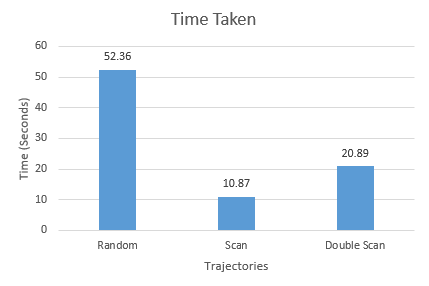 Time Taken
60
50
40
30
20
10
0
Time (Seconds)
52.36
10.87
20.89
Random Scan Double Scan
Trajectories